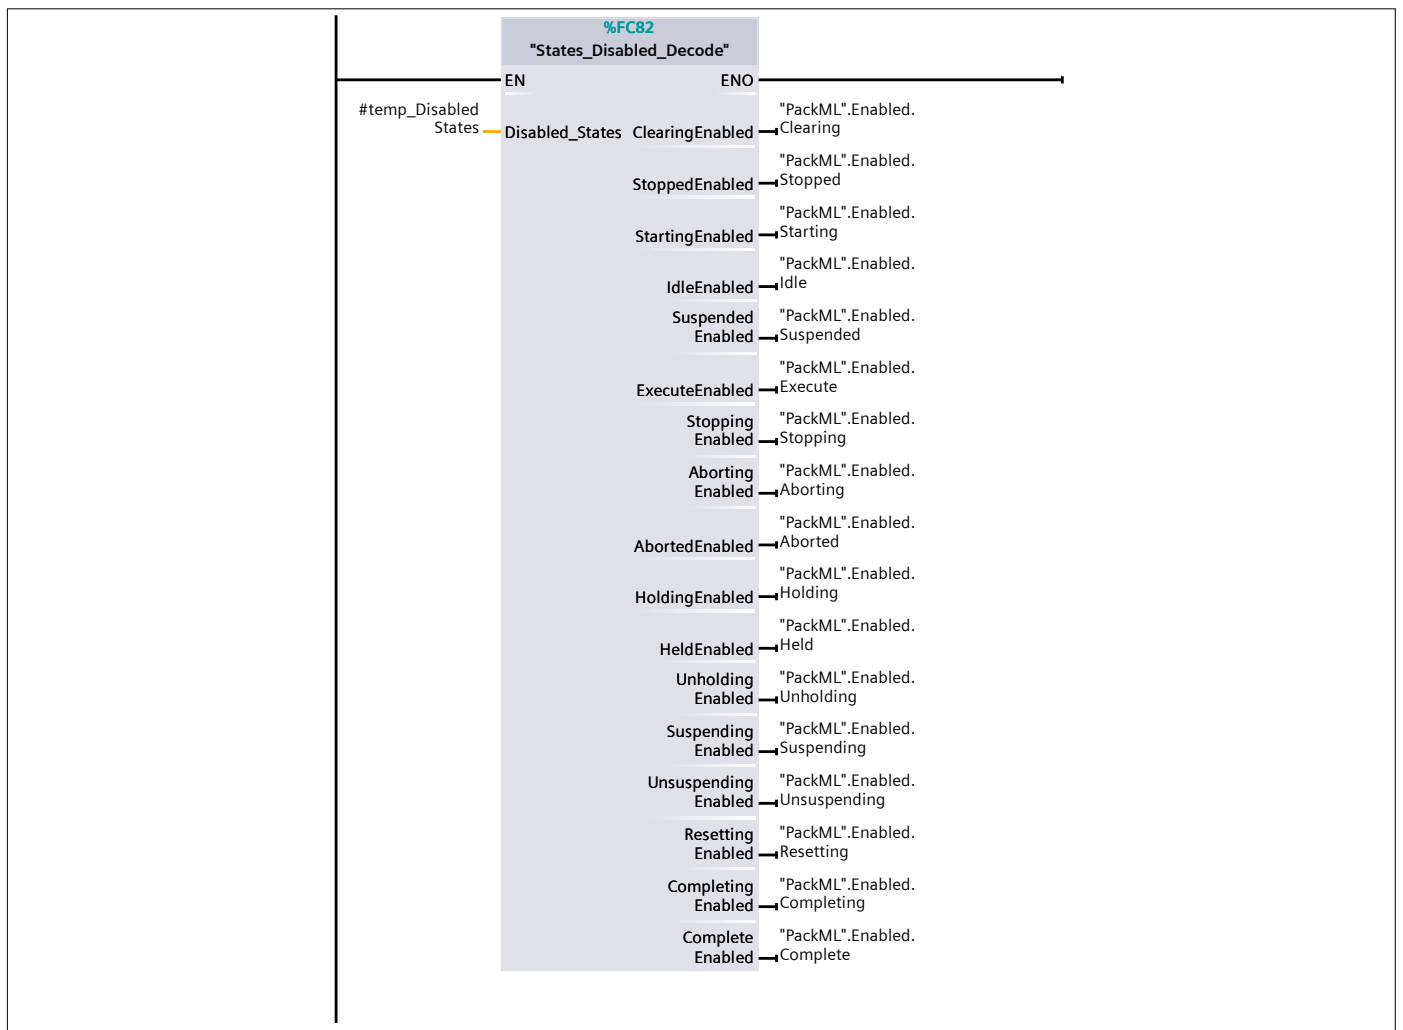 %FC82
"States_Disabled_Decode"
EN ENO
#temp_Disabled
States
Disabled_States ClearingEnabled
"PackML".Enabled.
Clearing
StoppedEnabled
"PackML".Enabled.
Stopped
StartingEnabled
"PackML".Enabled.
Starting
IdleEnabled
"PackML".Enabled.
Idle
Suspended
Enabled
"PackML".Enabled.
Suspended
ExecuteEnabled
"PackML".Enabled.
Execute
Stopping
Enabled
"PackML".Enabled.
Stopping
Aborting
Enabled
"PackML".Enabled.
Aborting
AbortedEnabled
"PackML".Enabled.
Aborted
HoldingEnabled
"PackML".Enabled.
Holding
HeldEnabled
"PackML".Enabled.
Held
Unholding
Enabled
"PackML".Enabled.
Unholding
Suspending
Enabled
"PackML".Enabled.
Suspending
Unsuspending
Enabled
"PackML".Enabled.
Unsuspending
Resetting
Enabled
"PackML".Enabled.
Resetting
Completing
Enabled
"PackML".Enabled.
Completing
Complete
Enabled
"PackML".Enabled.
Complete